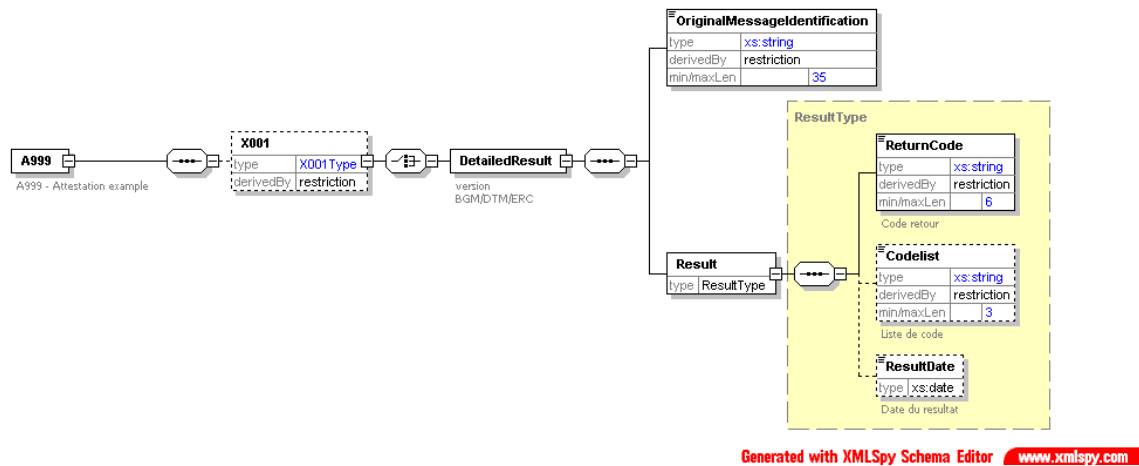 OriginalMessageIdentification
type xs:string
derivedBy restriction
min/maxLen 35
ResultType
ReturnCode
type xs:string
derivedBy restriction
min/maxLen 6
Code retour
A999
A999 - Attestation example
X001
type X001Type
derivedBy restriction
DetailedResult
version
BGM/DTM/ERC
Result
type ResultType
Codelist
type xs:string
derivedBy restriction
min/maxLen 3
Liste de code
ResultDate
type xs:date
Date du resultat
Generated with XMLSpy Schema Editor www.xmlspy.com